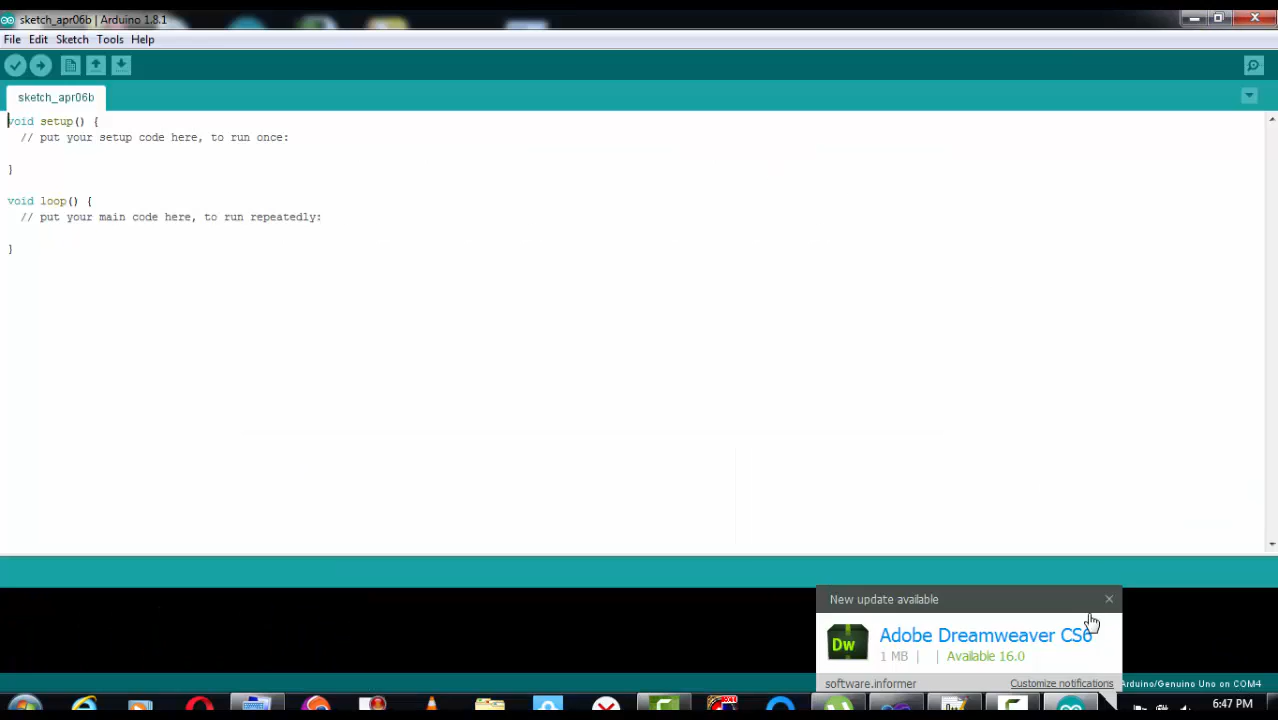 sketch_apr06b | Arduino 1.8.1
File Edit Sketch Tools Help
sketch_apr06b
void setup() {
  // put your setup code here, to run once:
}
void loop() {
  // put your main code here, to run repeatedly:
}
New update available
Dw
Adobe Dreamweaver CS6
1 MB | | Available 16.0
software.informer Customize notifications
Arduino/Genuino Uno on COM4
6:47 PM